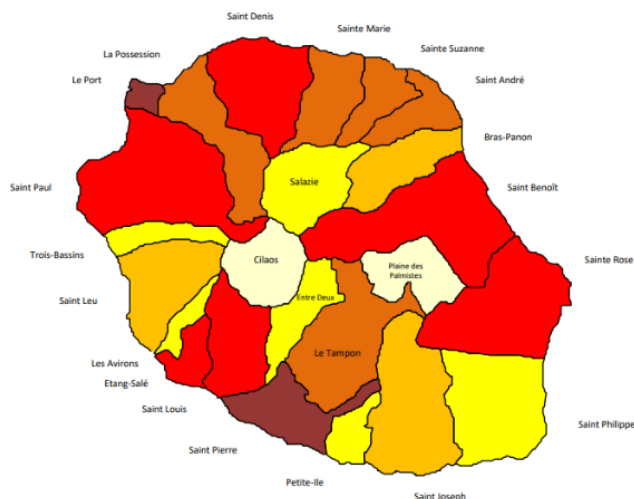 Saint Denis
Sainte Marie
La Possession
Sainte Suzanne
Le Port
Saint André
Bras-Panon
Salazie
Saint Paul
Saint Benoît
Trois-Bassins
Cilaos
Plaine des
Palmistes
Sainte Rose
Saint Leu
Entre Deux
Le Tampon
Les Avirons
Etang-Salé
Saint Louis
Saint Philippe
Saint Pierre
Petite-Ile
Saint Joseph